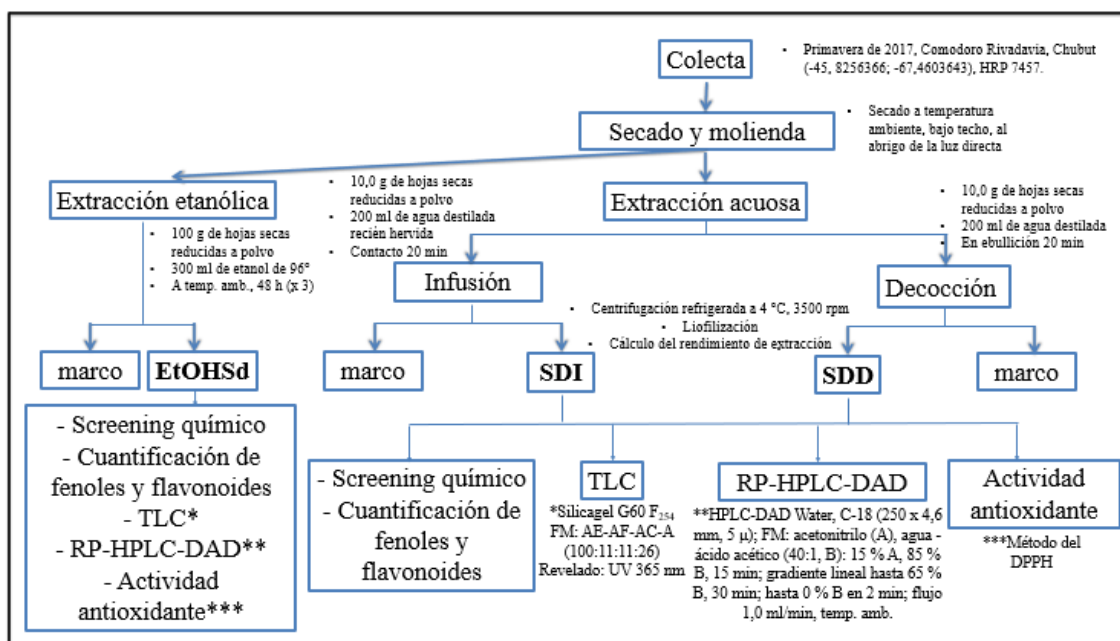 Colecta
• Primavera de 2017, Comodoro Rivadavia, Chubut
(-45, 8256366; -67,4603643), HRP 7457.
Secado y molienda
• Secado a temperatura
ambiente, bajo techo, al
abrigo de la luz directa
Extracción etanólica
• 100 g de hojas secas
reducidas a polvo
• 300 ml de etanol de 96°
• A temp. amb., 48 h (x 3)
• 10,0 g de hojas secas
reducidas a polvo
• 200 ml de agua destilada
recién hervida
• Contacto 20 min
Extracción acuosa
• 10,0 g de hojas secas
reducidas a polvo
• 200 ml de agua destilada
• En ebullición 20 min
Infusión
Decocción
• Centrifugación refrigerada a 4 °C, 3500 rpm
• Liofilización
• Cálculo del rendimiento de extracción
marco
EtOHSd
marco
SDI
SDD
marco
- Screening químico
- Cuantificación de
fenoles y flavonoides
- TLC*
- RP-HPLC-DAD**
- Actividad
antioxidante***
- Screening químico
- Cuantificación de
fenoles y
flavonoides
TLC
*Silicagel G60 F254
FM: AE-AF-AC-A
(100:11:11:26)
Revelado: UV 365 nm
RP-HPLC-DAD
**HPLC-DAD Water, C-18 (250 x 4,6
mm, 5 µ); FM: acetonitrilo (A), agua -
ácido acético (40:1, B): 15 % A, 85 %
B, 15 min; gradiente lineal hasta 65 %
B, 30 min; hasta 0 % B en 2 min; flujo
1,0 ml/min, temp. amb.
Actividad
antioxidante
***Método del
DPPH